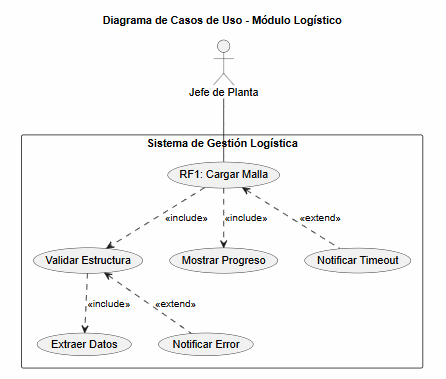 Diagrama de Casos de Uso - Módulo Logístico
Jefe de Planta
Sistema de Gestión Logística
RF1: Cargar Malla
«include»
«include»
«extend»
Validar Estructura
Mostrar Progreso
Notificar Timeout
«include»
«extend»
Extraer Datos
Notificar Error